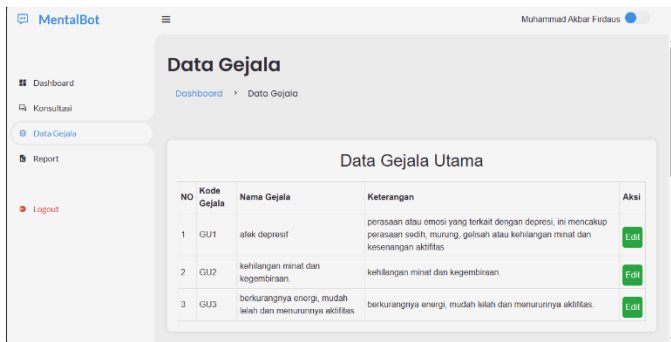 MentalBot
Muhammad Akbar Firdaus
Dashboard
Konsultasi
Data Gejala
Report
Logout
Data Gejala
Dashboard > Data Gejala
Data Gejala Utama
NO Kode Gejala Nama Gejala Keterangan Aksi
1 GU1 afek depresif perasaan atau emosi yang terkait dengan depresi, ini mencakup
perasaan sedih, murung, gelisah atau kehilangan minat dan
kesenangan aktifitas Edit
2 GU2 kehilangan minat dan
kegembiraan. kehilangan minat dan kegembiraan. Edit
3 GU3 berkurangnya energi, mudah
lelah dan menurunnya aktifitas. berkurangnya energi, mudah lelah dan menurunnya aktifitas. Edit